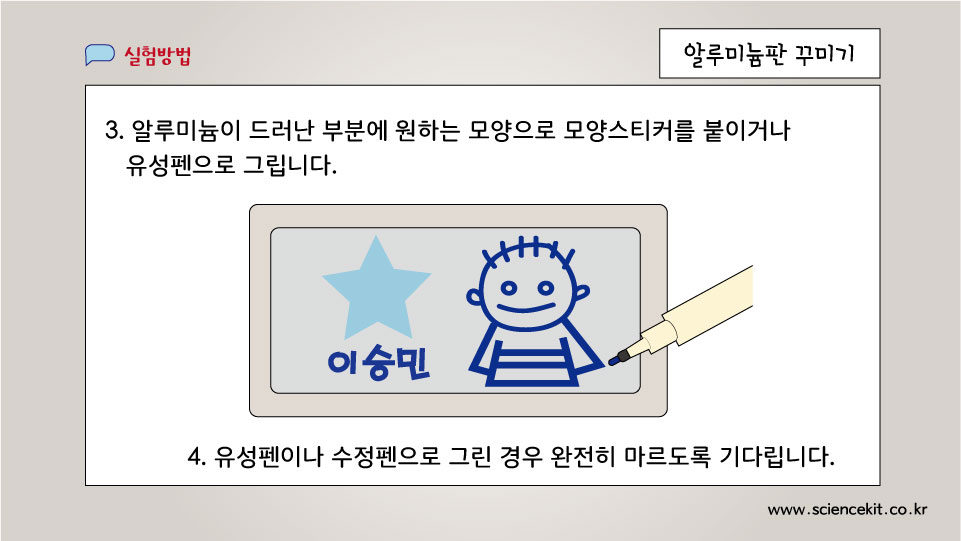 실험방법
알루미늄판 꾸미기
3. 알루미늄이 드러난 부분에 원하는 모양으로 모양스티커를 붙이거나
유성펜으로 그립니다.
이승민
4. 유성펜이나 수정펜으로 그린 경우 완전히 마르도록 기다립니다.
www.sciencekit.co.kr